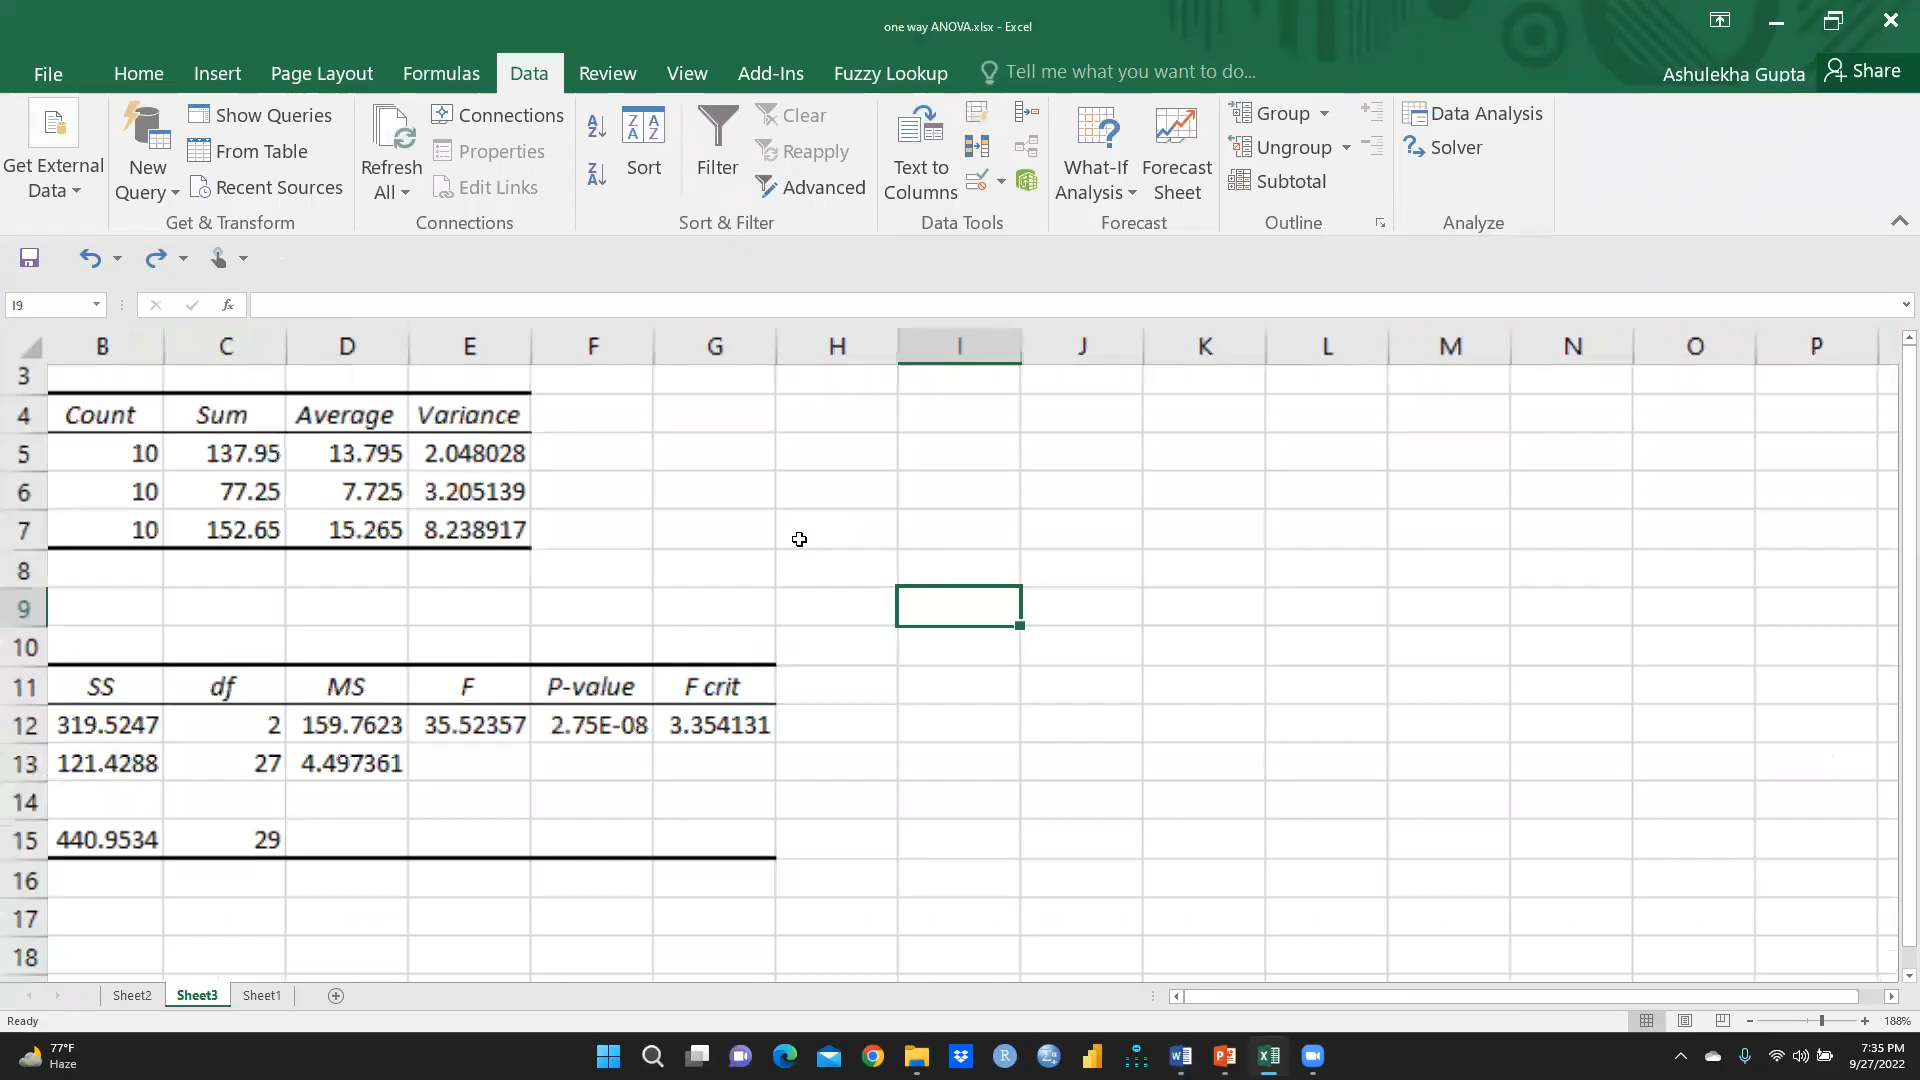 one way ANOVA.xlsx - Excel
File Home Insert Page Layout Formulas Data Review View Add-Ins Fuzzy Lookup Tell me what you want to do... Ashulekha Gupta Share
Get External Data
New Query
Show Queries
From Table
Recent Sources
Get & Transform
Refresh All
Connections
Properties
Edit Links
Connections
A Z
Z A
Z A A Z
Sort
Filter
Clear
Reapply
Advanced
Sort & Filter
Text to Columns
Data Tools
What-If Analysis
Forecast Sheet
Forecast
Group
Ungroup
Subtotal
Outline
Data Analysis
Solver
Analyze
I9 fx
B C D E F G H I J K L M N O P
3
4 Count Sum Average Variance
5 10 137.95 13.795 2.048028
6 10 77.25 7.725 3.205139
7 10 152.65 15.265 8.238917
8
9
10
11 SS df MS F P-value F crit
12 319.5247 2 159.7623 35.52357 2.75E-08 3.354131
13 121.4288 27 4.497361
14
15 440.9534 29
16
17
18
Sheet2 Sheet3 Sheet1
Ready 188%
77°F
Haze
7:35 PM
9/27/2022